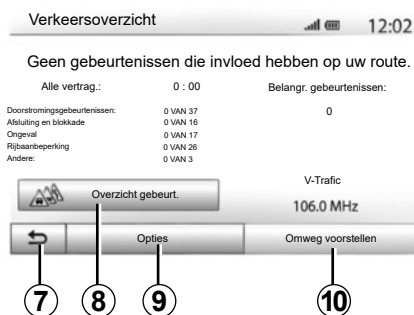 Verkeersoverzicht 12:02
Geen gebeurtenissen die invloed hebben op uw route.
Alle vertrag.: 0 : 00 Belangr. gebeurtenissen:
0
Doorstromingsgebeurtenissen: 0 VAN 37
Afsluiting en blokkade 0 VAN 16
Ongeval 0 VAN 17
Rijbaanbeperking 0 VAN 26
Andere: 0 VAN 3
Overzicht gebeurt. V-Trafic
106.0 MHz
Opties Omweg voorstellen
7 8 9 10